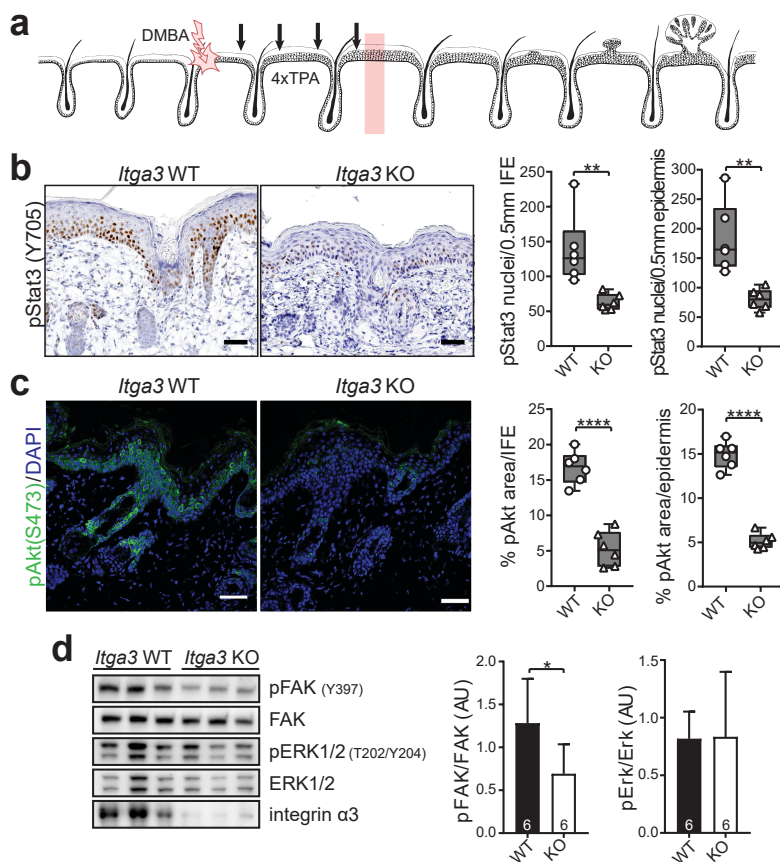 a
DMBA
4xTPA
b
Itga3 WT
Itga3 KO
pStat3 (Y705)
pStat3 nuclei/0.5mm IFE
250
200
150
100
50
0
**
WT
KO
pStat3 nuclei/0.5mm epidermis
300
250
200
150
100
50
0
**
WT
KO
c
Itga3 WT
Itga3 KO
pAkt(S473)/DAPI
% pAkt area/IFE
25
20
15
10
5
0
****
WT
KO
% pAkt area/epidermis
20
15
10
5
0
****
WT
KO
d
Itga3 WT
Itga3 KO
pFAK (Y397)
FAK
pERK1/2 (T202/Y204)
ERK1/2
integrin α3
pFAK/FAK (AU)
2.0
1.5
1.0
0.5
0.0
*
6
6
WT
KO
pErk/Erk (AU)
1.5
1.0
0.5
0.0
6
6
WT
KO